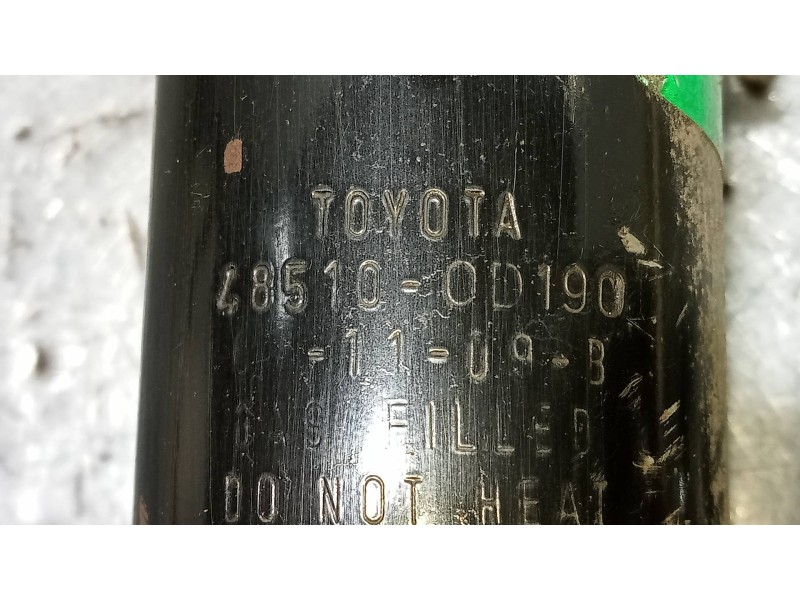 TOYOTA
48510-0D190
-11-09-B
GAS FILLED
DO NOT HEAT